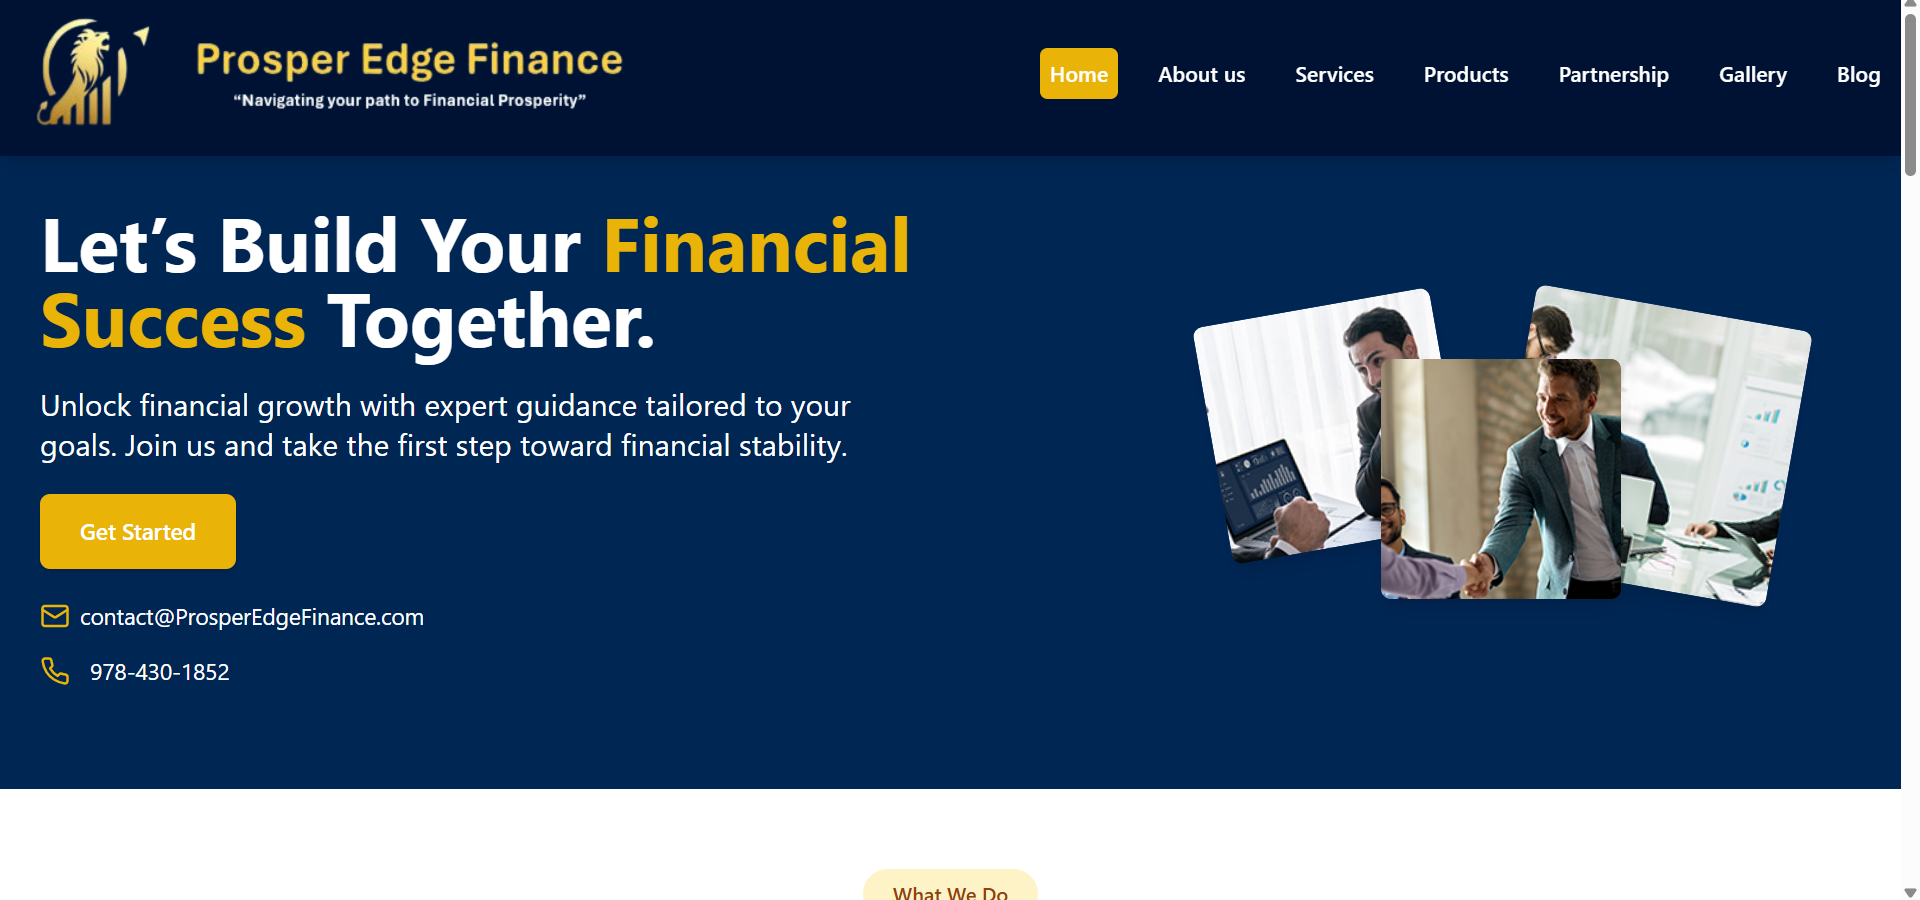 Prosper Edge Finance
“Navigating your path to Financial Prosperity”
Home
About us
Services
Products
Partnership
Gallery
Blog
Let’s Build Your Financial
Success Together.
Unlock financial growth with expert guidance tailored to your
goals. Join us and take the first step toward financial stability.
Get Started
contact@ProsperEdgeFinance.com
978-430-1852
What We Do